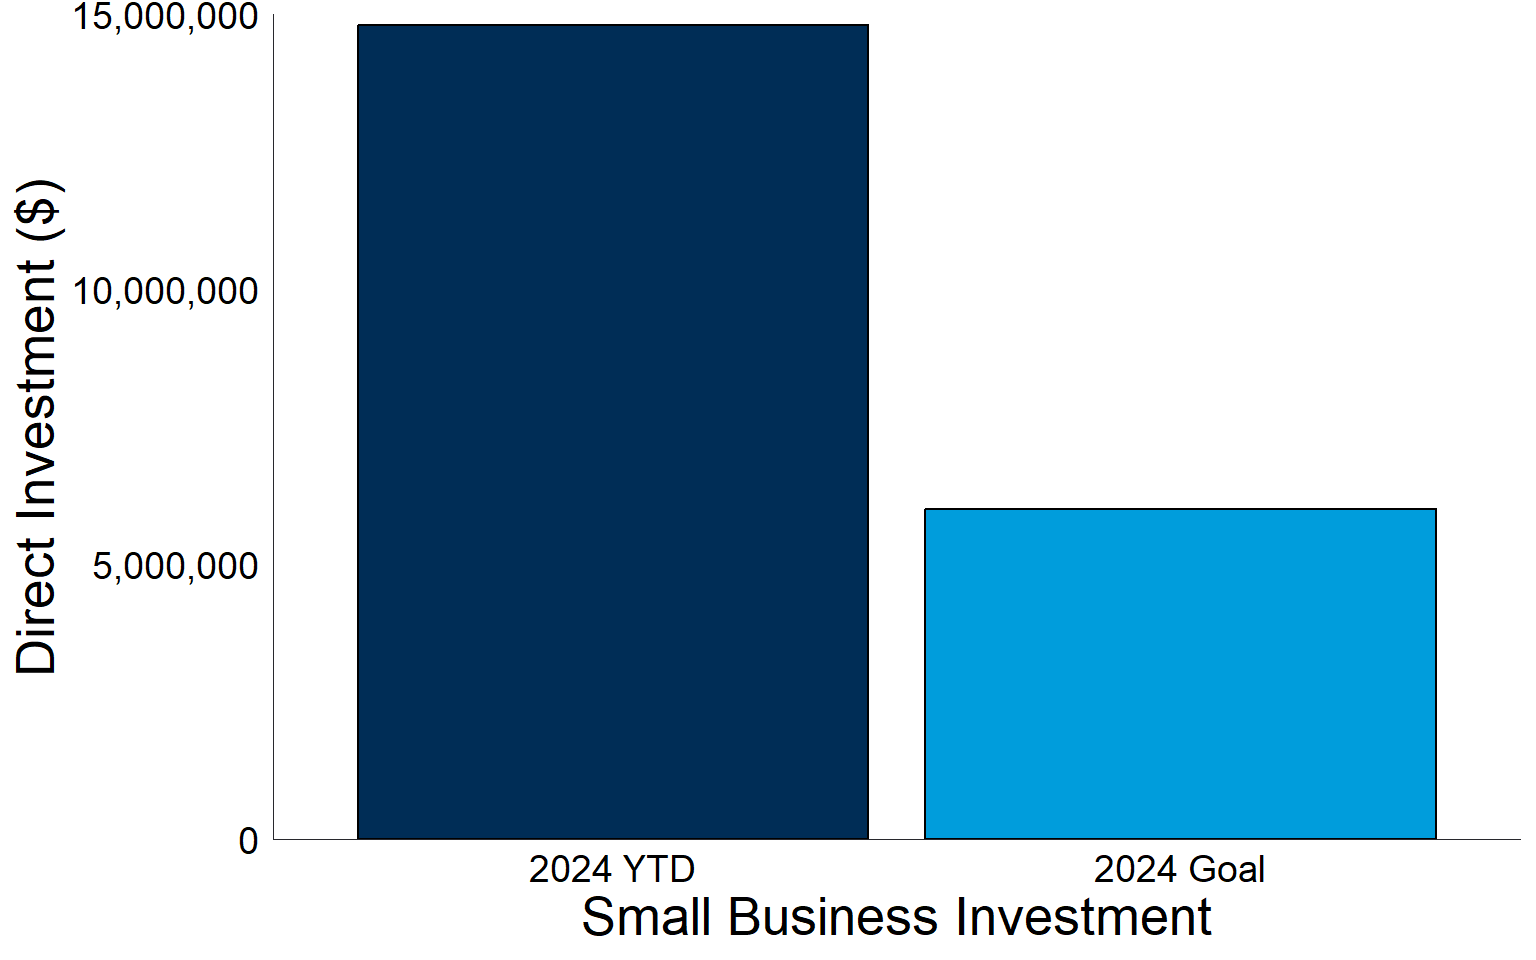 Direct Investment ($)
15,000,000
10,000,000
5,000,000
0
2024 YTD
2024 Goal
Small Business Investment